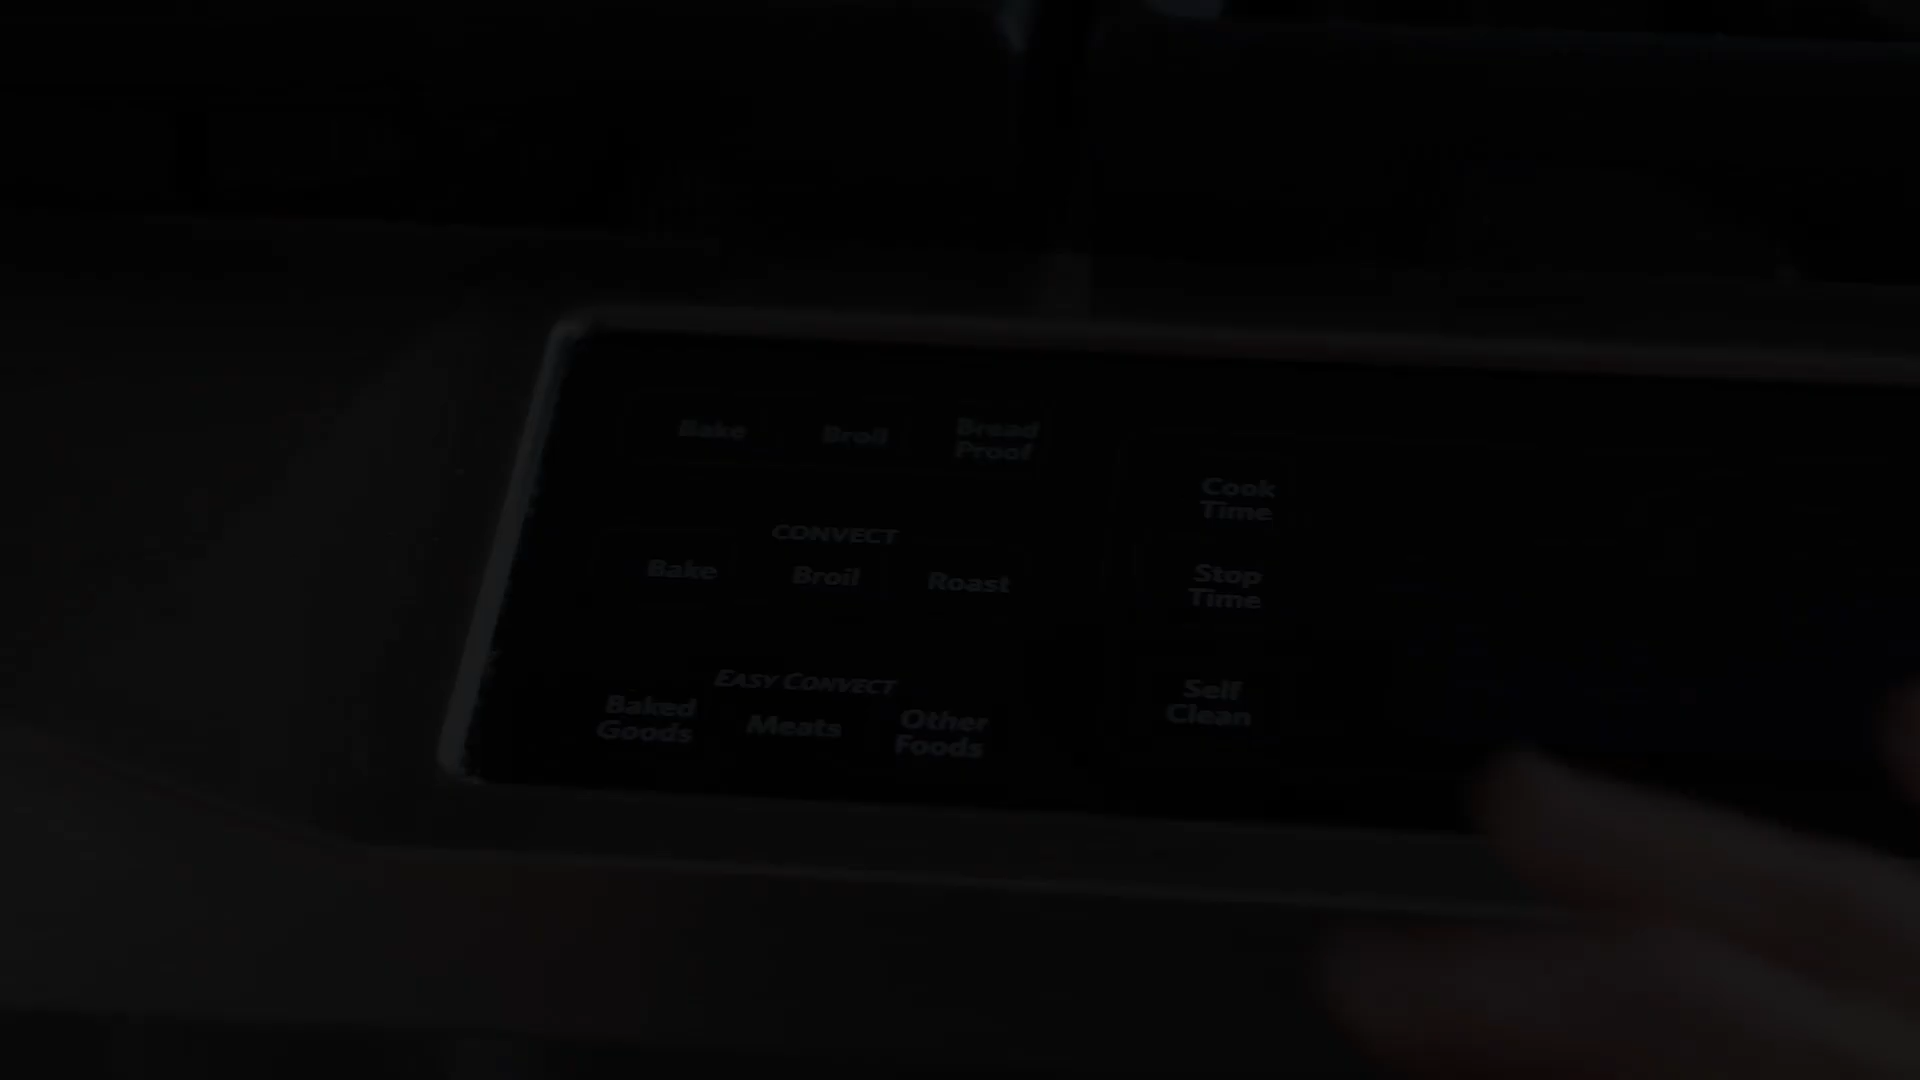 Bake Broil Bread
Proof
CONVECT
Bake Broil Roast
EASY CONVECT
Baked Meats Other
Goods Foods
Cook
Time
Stop
Time
Self
Clean